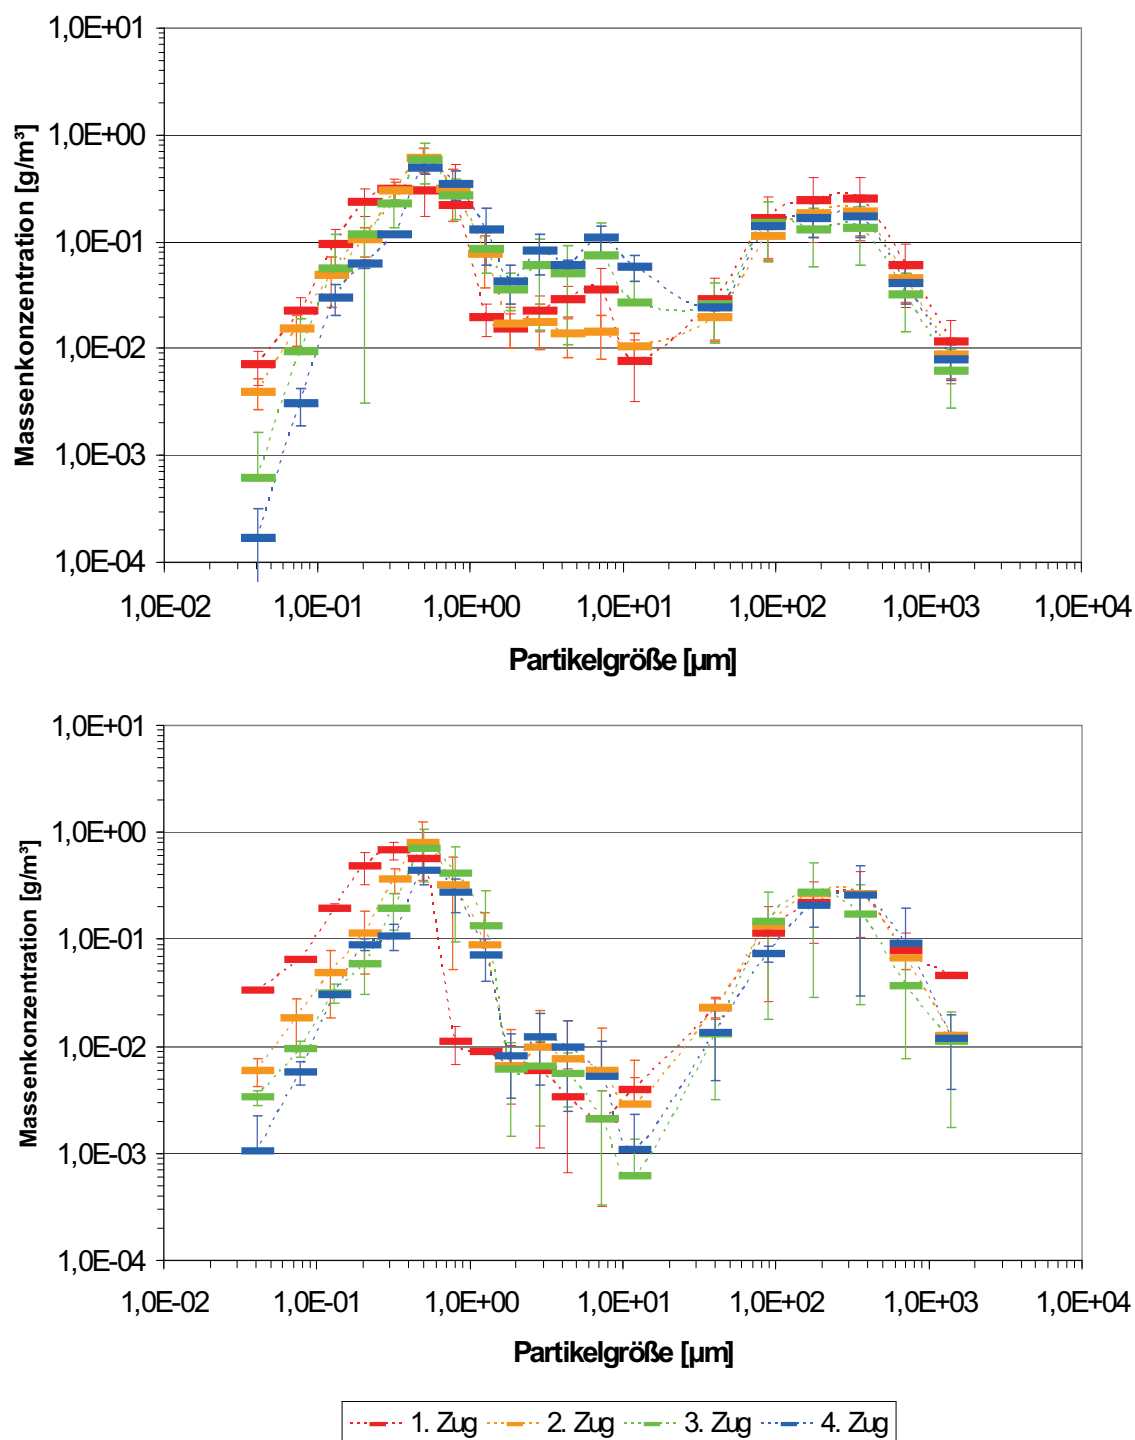 1,0E+01
1,0E+00
1,0E-01
1,0E-02
1,0E-03
1,0E-04
Massenkonzentration [g/m³]
1,0E-02 1,0E-01 1,0E+00 1,0E+01 1,0E+02 1,0E+03 1,0E+04
Partikelgröße [µm]
1,0E+01
1,0E+00
1,0E-01
1,0E-02
1,0E-03
1,0E-04
Massenkonzentration [g/m³]
1,0E-02 1,0E-01 1,0E+00 1,0E+01 1,0E+02 1,0E+03 1,0E+04
Partikelgröße [µm]
1. Zug 2. Zug 3. Zug 4. Zug